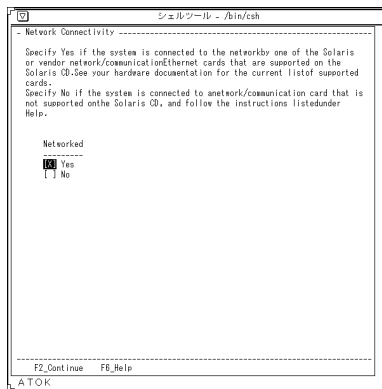 シェルツール - /bin/csh
- Network Connectivity ----------------------------------------------------
Specify Yes if the system is connected to the networkby one of the Solaris
or vendor network/communicationEthernet cards that are supported on the
Solaris CD.See your hardware documentation for the current listof supported
cards.
Specify No if the system is connected to anetwork/communication card that is
not supported onthe Solaris CD, and follow the instructions listedunder
Help.
Networked
---------
[X] Yes
[ ] No
--------------------------------------------------------------------------
F2_Continue F6_Help
ATOK